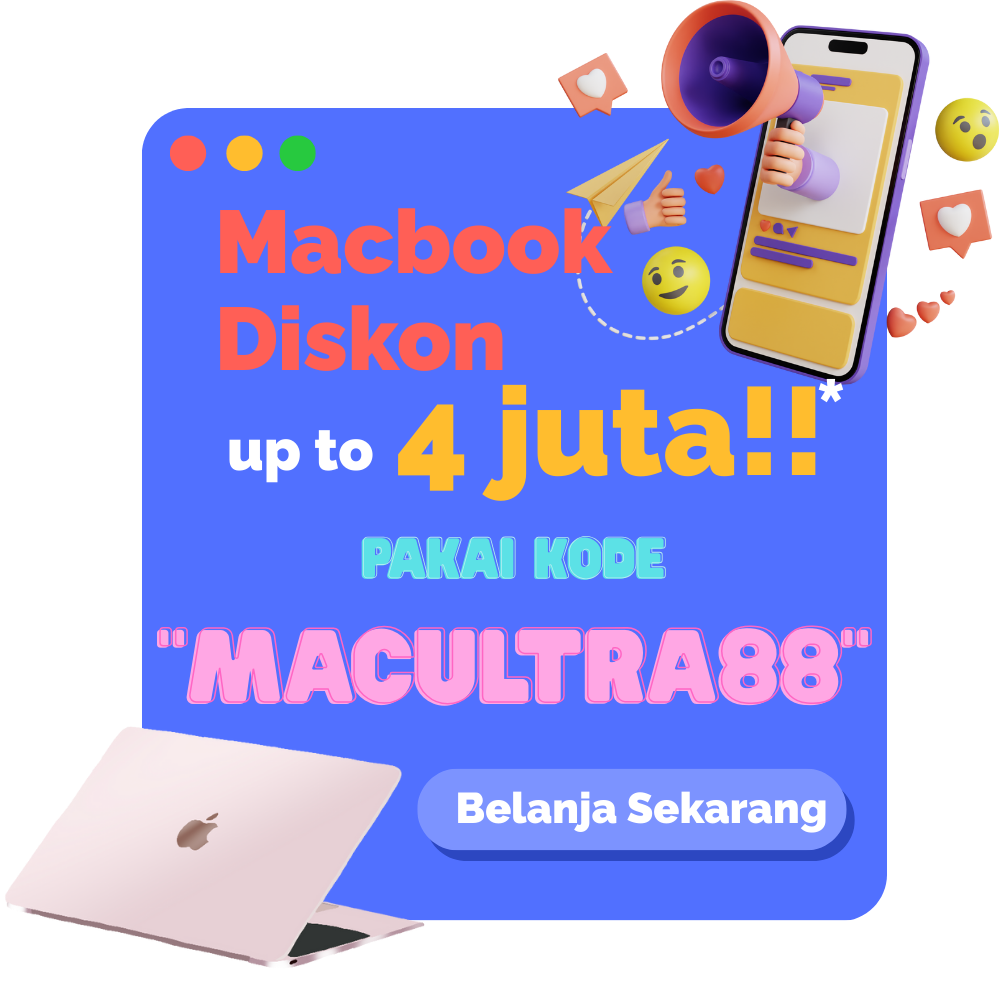 Macbook
Diskon
up to 4 juta!!*
PAKAI KODE
"MACULTRA88"
Belanja Sekarang